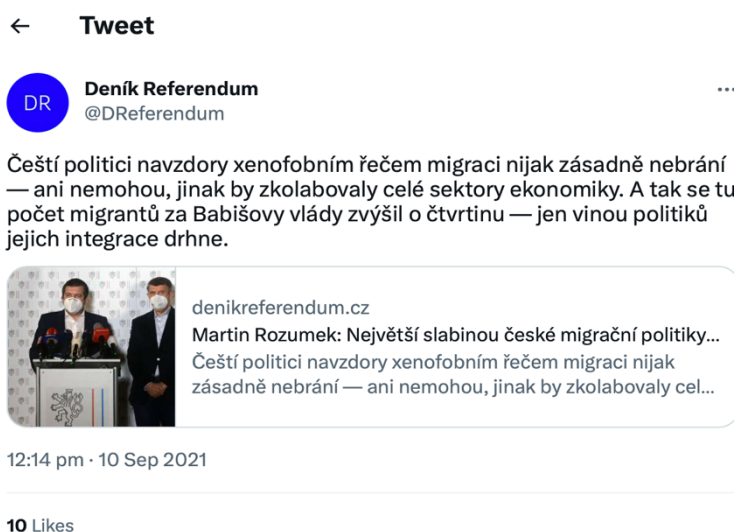 ← Tweet
DR
Deník Referendum
@DReferendum
Čeští politici navzdory xenofobním řečem migraci nijak zásadně nebrání
— ani nemohou, jinak by zkolabovaly celé sektory ekonomiky. A tak se tu
počet migrantů za Babišovy vlády zvýšil o čtvrtinu — jen vinou politiků
jejich integrace drhne.
denikreferendum.cz
Martin Rozumek: Největší slabinou české migrační politiky...
Čeští politici navzdory xenofobním řečem migraci nijak
zásadně nebrání — ani nemohou, jinak by zkolabovaly cel...
12:14 pm · 10 Sep 2021
10 Likes